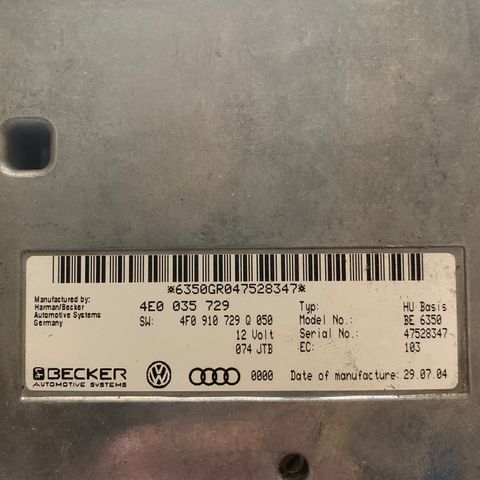 *6350GR047528347*
Manufactured by:
Harman/Becker
Automotive Systems
Germany
4E0 035 729
SW: 4F0 910 729 Q 050
12 Volt
074 JTB
Typ: HU Basis
Model No.: BE 6350
Serial No.: 47528347
EC: 103
BECKER
AUTOMOTIVE SYSTEMS
0000
Date of manufacture: 29.07.04